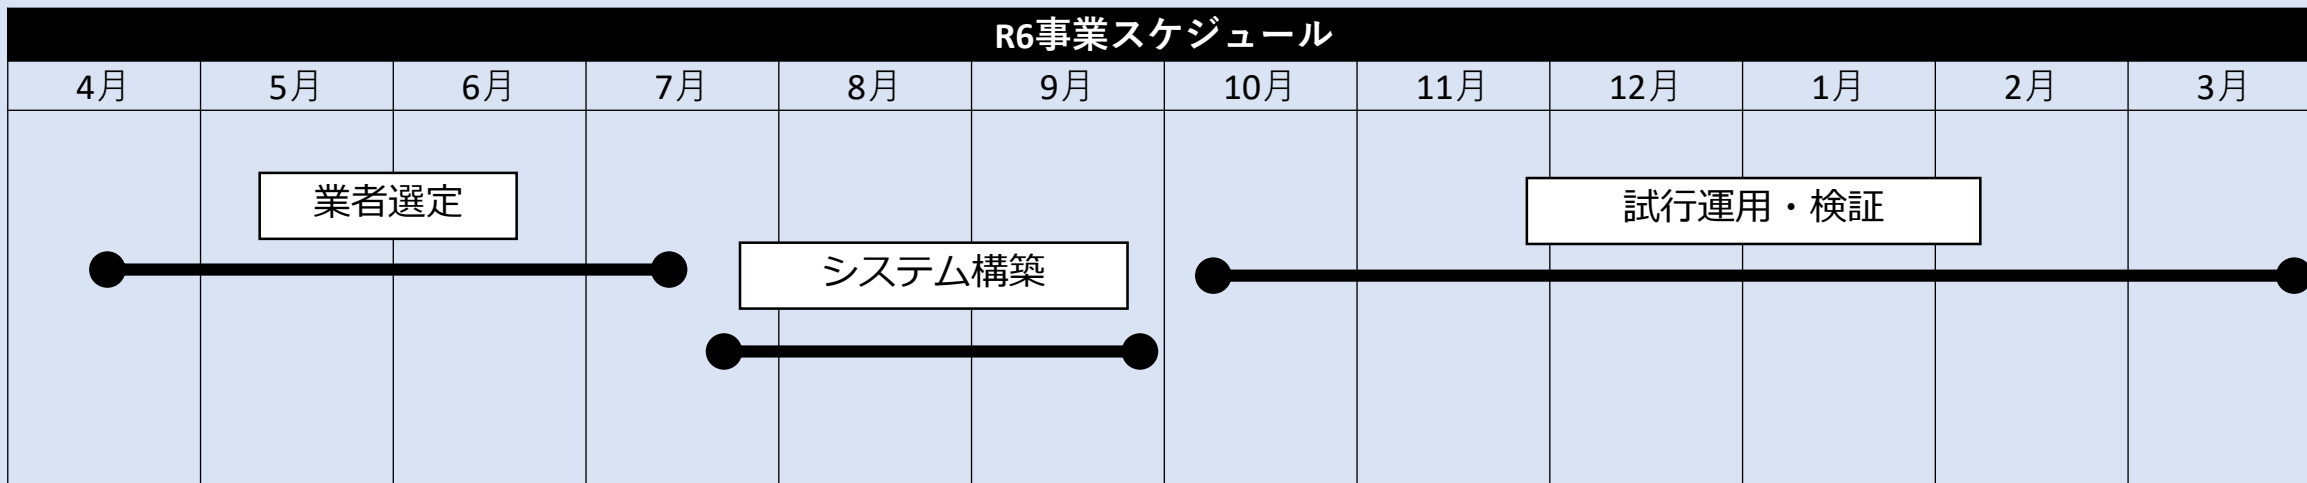 R6事業スケジュール
4月 5月 6月 7月 8月 9月 10月 11月 12月 1月 2月 3月
業者選定
試行運用・検証
システム構築